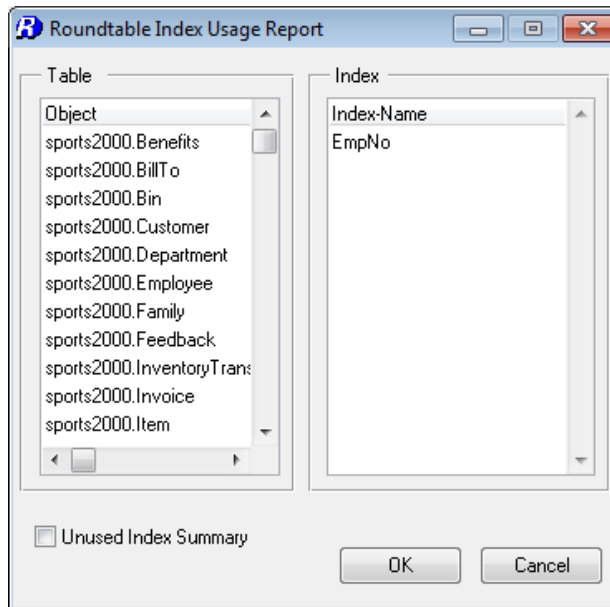 Roundtable Index Usage Report
Table
Object
sports2000.Benefits
sports2000.BillTo
sports2000.Bin
sports2000.Customer
sports2000.Department
sports2000.Employee
sports2000.Family
sports2000.Feedback
sports2000.InventoryTrans
sports2000.Invoice
sports2000.Item
Index
Index-Name
EmpNo
Unused Index Summary
OK
Cancel